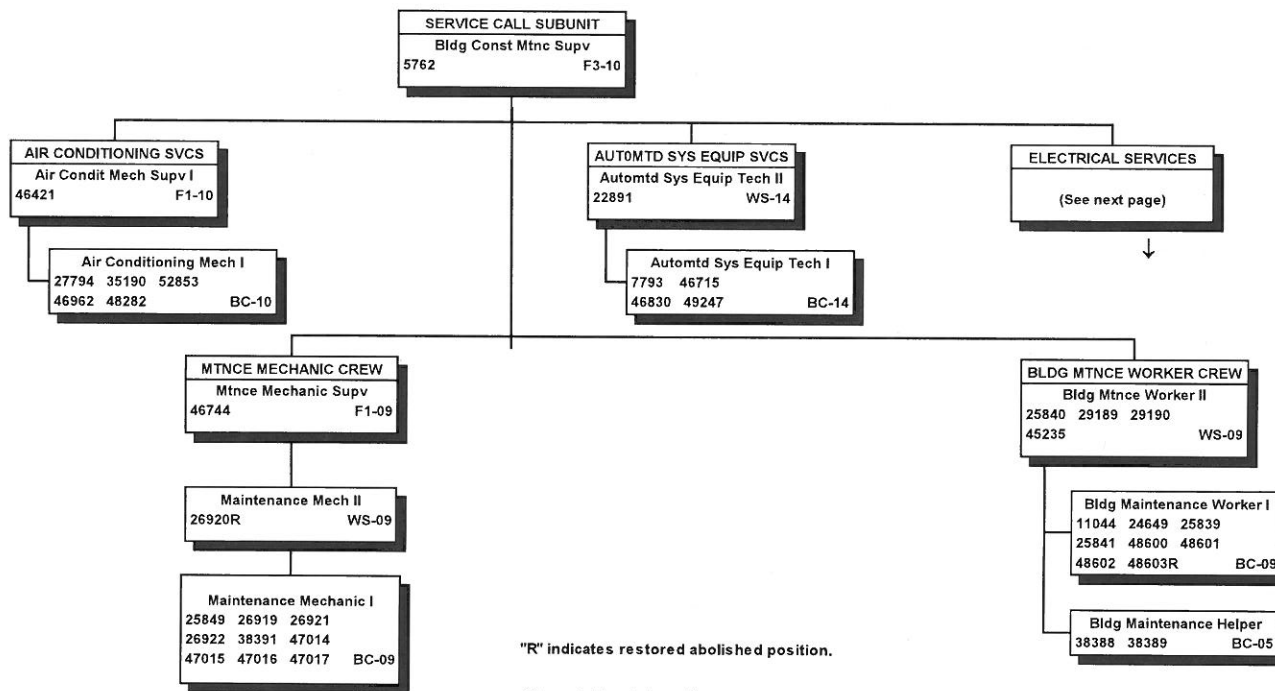 SERVICE CALL SUBUNIT
Bldg Const Mtnc Supv
5762 F3-10
AIR CONDITIONING SVCS
Air Condit Mech Supv I
46421 F1-10
Air Conditioning Mech I
27794 35190 52853
46962 48282 BC-10
AUT0MTD SYS EQUIP SVCS
Automtd Sys Equip Tech II
22891 WS-14
Automtd Sys Equip Tech I
7793 46715
46830 49247 BC-14
ELECTRICAL SERVICES
(See next page)
↓
MTNCE MECHANIC CREW
Mtnce Mechanic Supv
46744 F1-09
Maintenance Mech II
26920R WS-09
Maintenance Mechanic I
25849 26919 26921
26922 38391 47014
47015 47016 47017 BC-09
BLDG MTNCE WORKER CREW
Bldg Mtnce Worker II
25840 29189 29190
45235 WS-09
Bldg Maintenance Worker I
11044 24649 25839
25841 48600 48601
48602 48603R BC-09
Bldg Maintenance Helper
38388 38389 BC-05
"R" indicates restored abolished position.